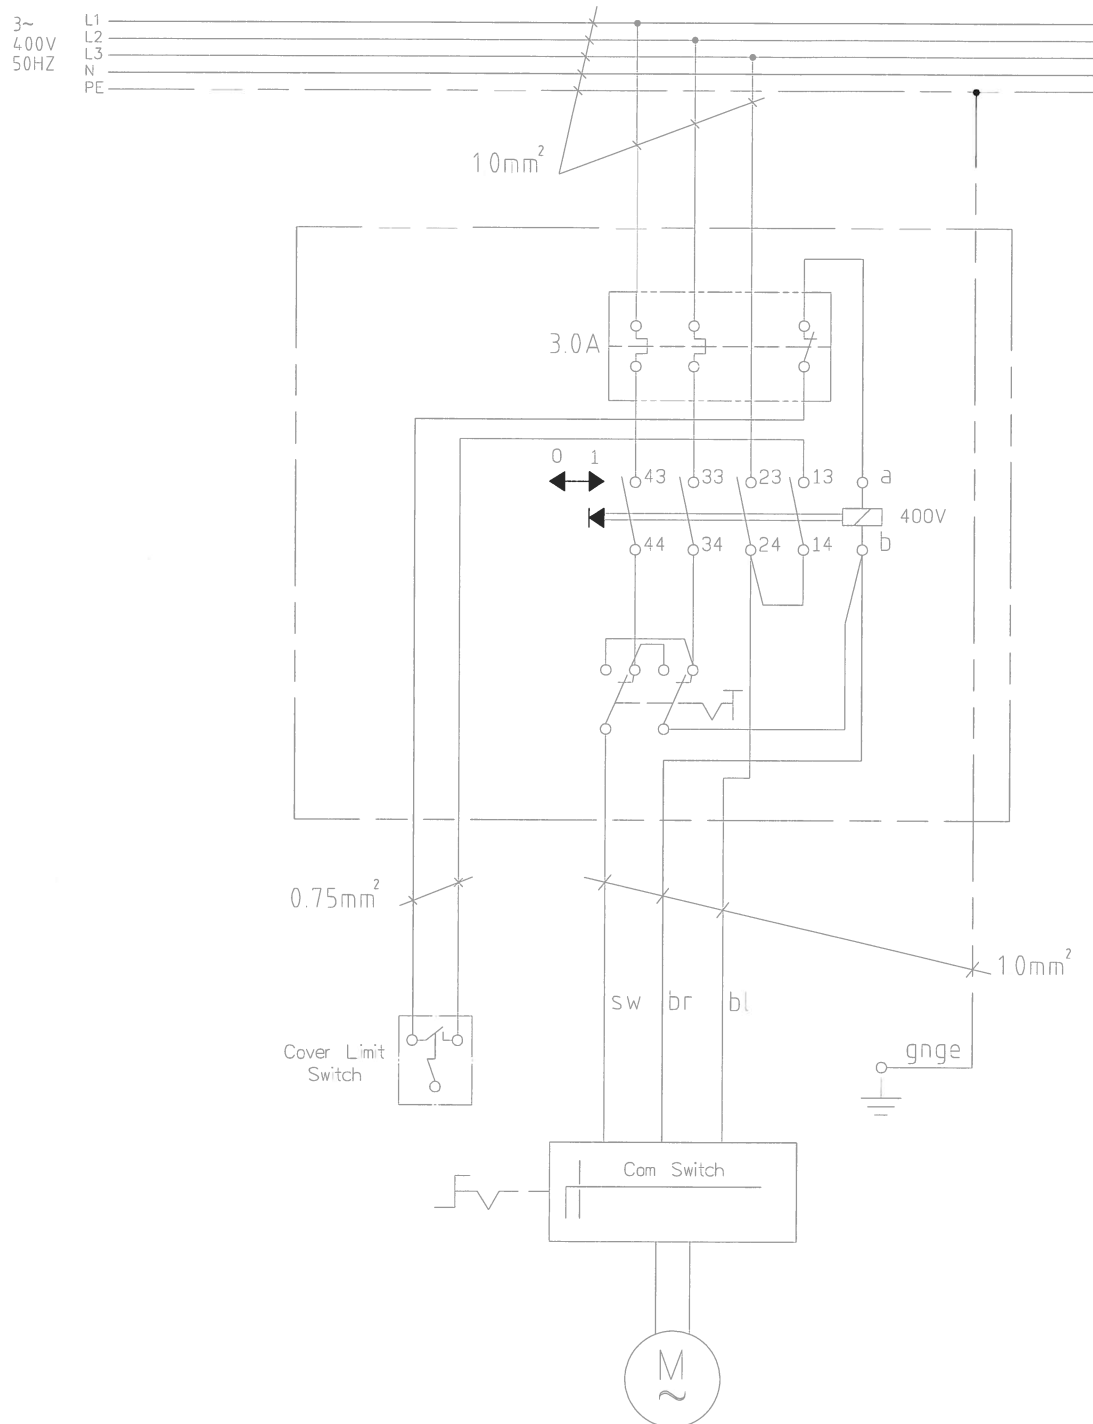 3~
400V
50HZ
L1
L2
L3
N
PE
10mm²
3.0A
0 1
43 33 23 13 a
400V
44 34 24 14 b
0.75mm²
10mm²
sw br bl
gnge
Cover Limit
Switch
Com Switch
M
~